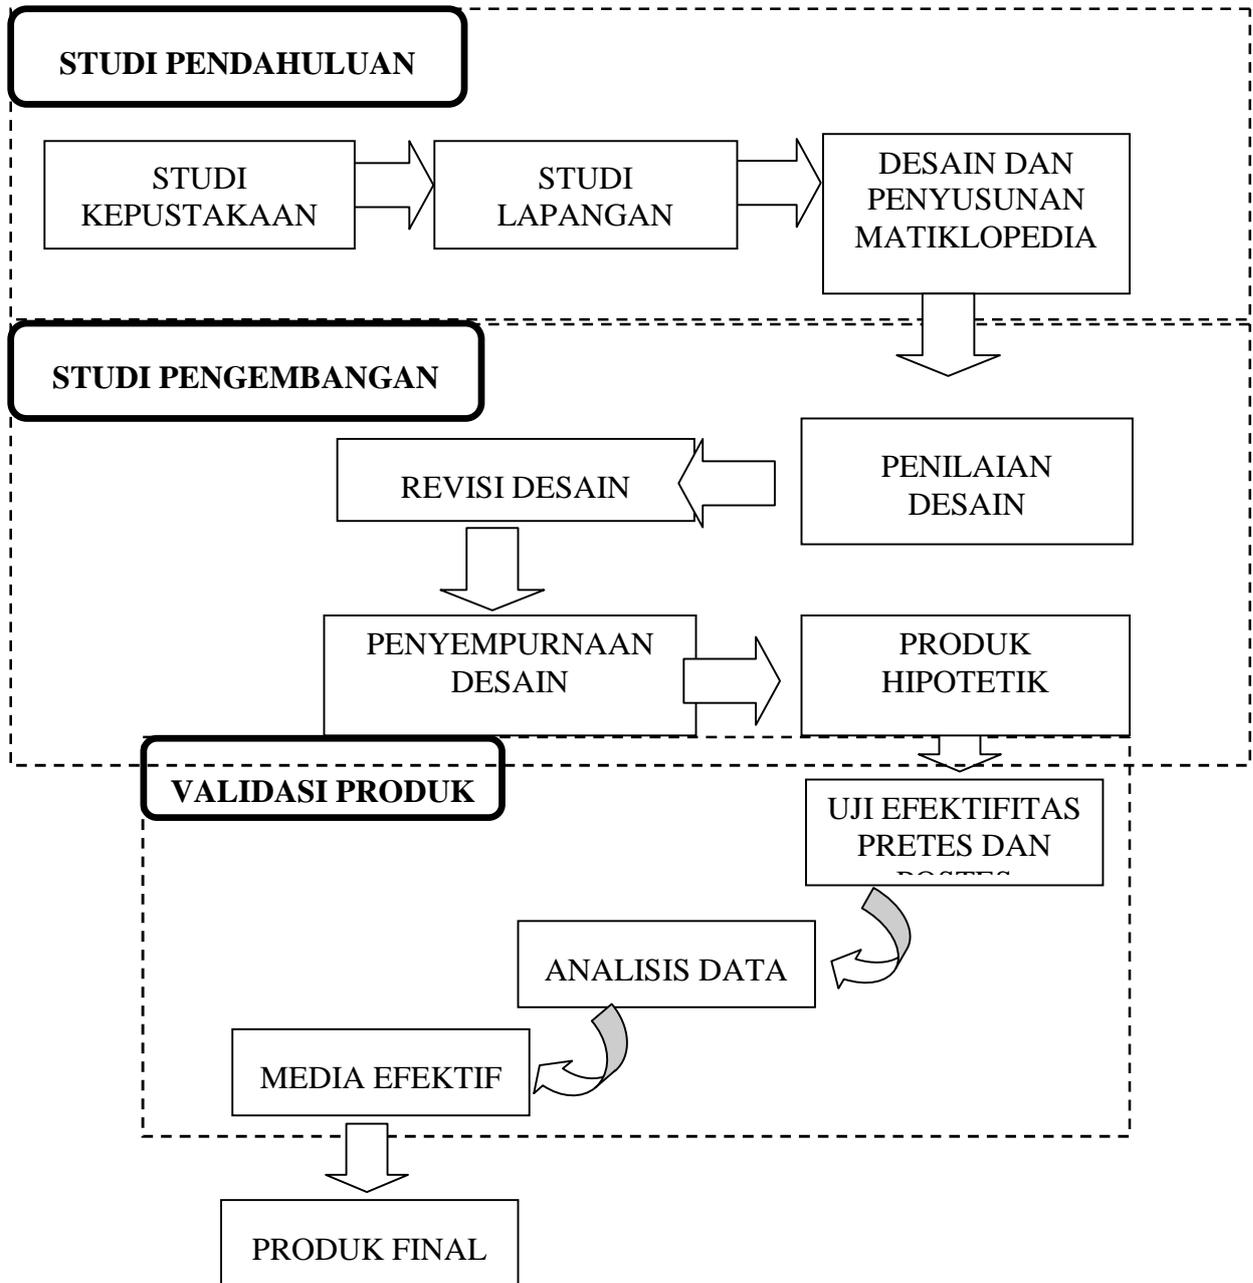 STUDI PENDAHULUAN
STUDI
KEPUSTAKAAN
STUDI
LAPANGAN
DESAIN DAN
PENYUSUNAN
MATIKLOPEDIA
STUDI PENGEMBANGAN
PENILAIAN
DESAIN
REVISI DESAIN
PENYEMPURNAAN
DESAIN
PRODUK
HIPOTETIK
VALIDASI PRODUK
UJI EFEKTIFITAS
PRETES DAN
ANALISIS DATA
MEDIA EFEKTIF
PRODUK FINAL